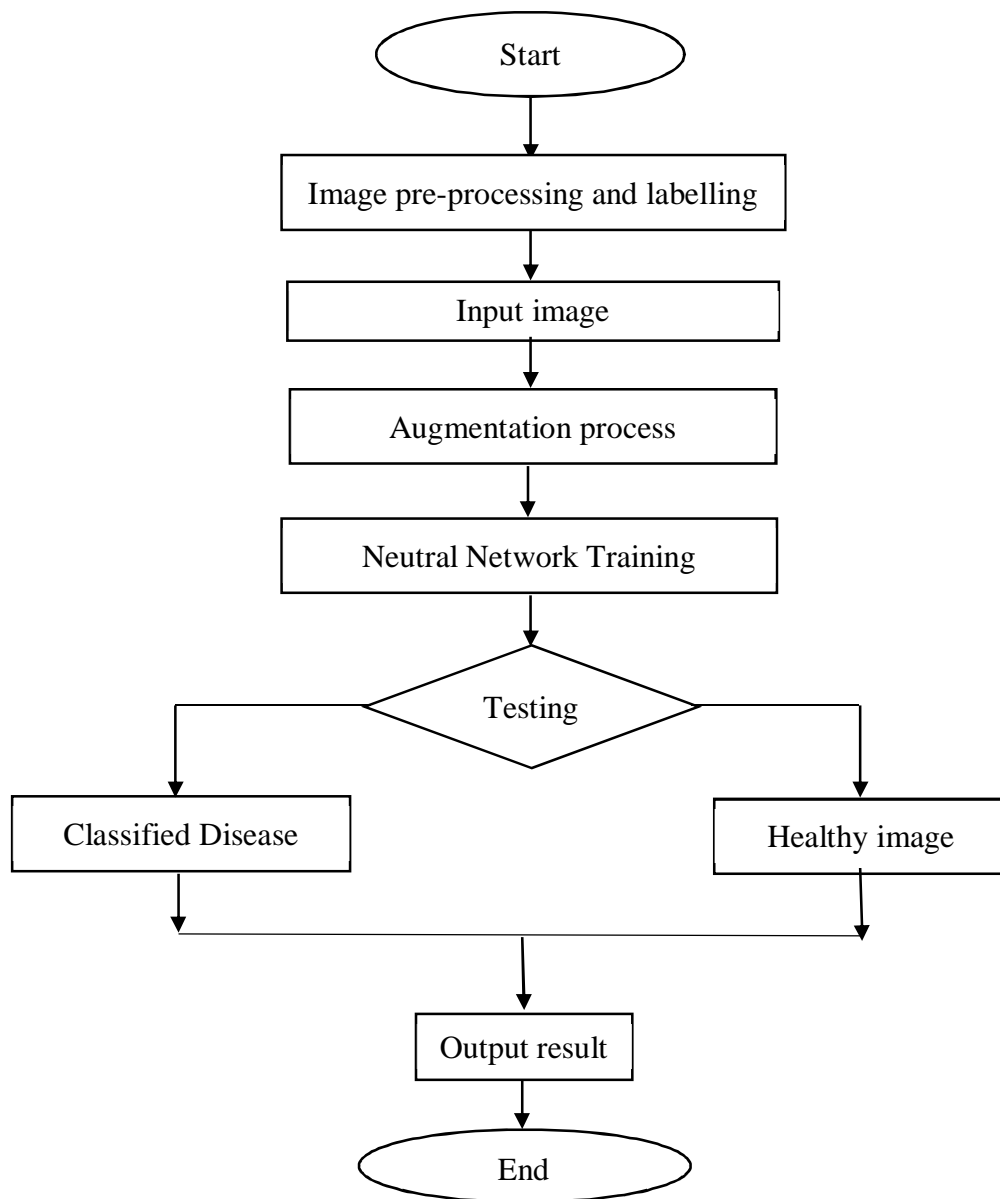 Start
Image pre-processing and labelling
Input image
Augmentation process
Neutral Network Training
Testing
Classified Disease
Healthy image
Output result
End